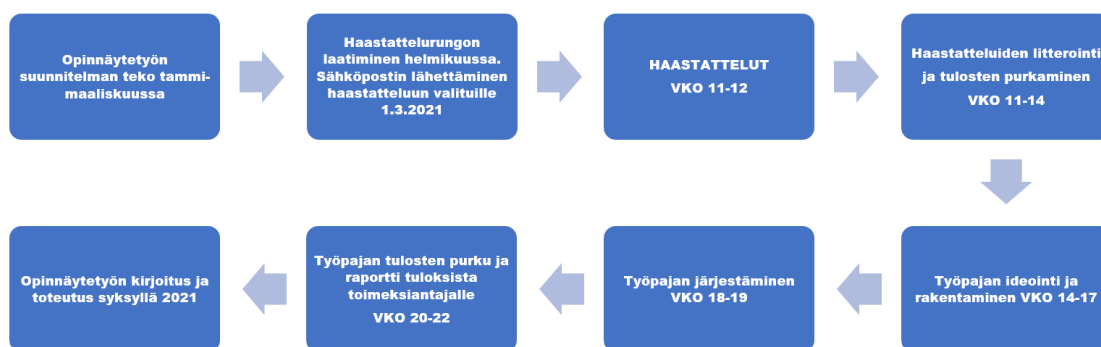 Opinnäytetyön
suunnitelman teko tammi-
maaliskuussa
Haastattelurungon
laatiminen helmikuussa.
Sähköpostin lähettäminen
haastatteluun valituille
1.3.2021
HAASTATTELUT
VKO 11-12
Haastatteluiden litterointi
ja tulosten purkaminen
VKO 11-14
Työpajan ideointi ja
rakentaminen VKO 14-17
Työpajan järjestäminen
VKO 18-19
Työpajan tulosten purku ja
raportti tuloksista
toimeksiantajalle
VKO 20-22
Opinnäytetyön kirjoitus ja
toteutus syksyllä 2021